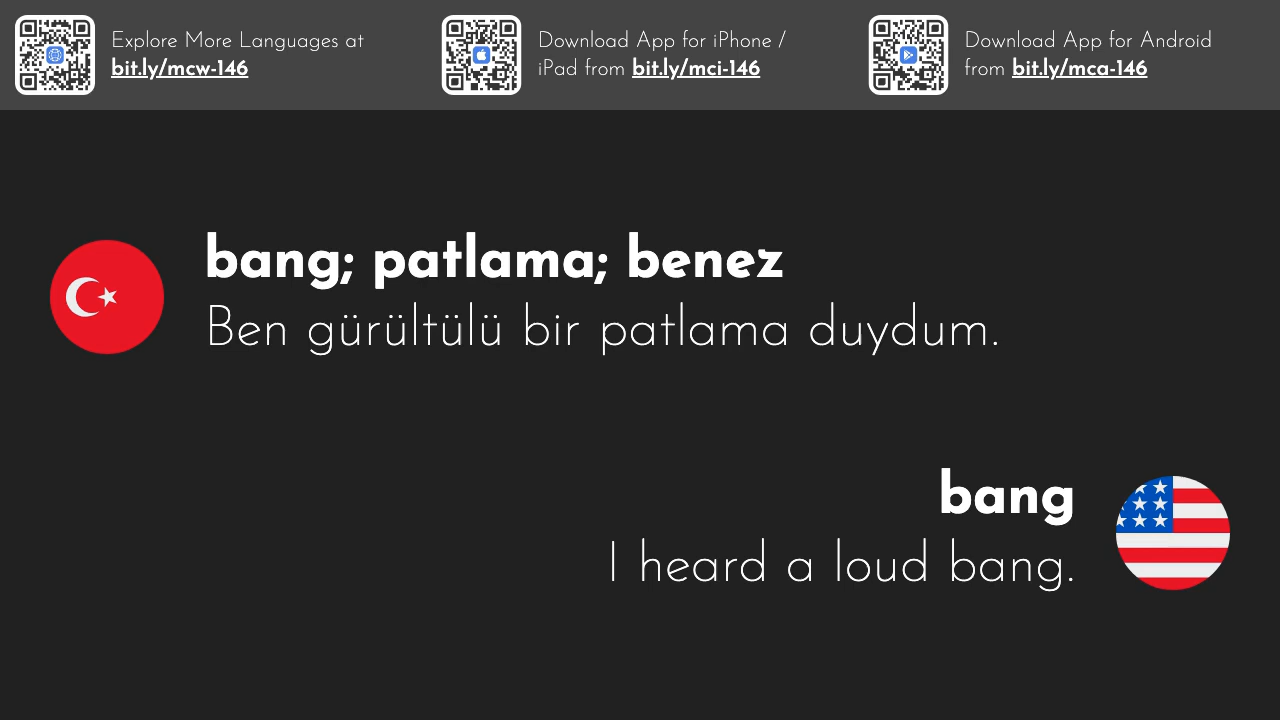 Explore More Languages at
bit.ly/mcw-146
Download App for iPhone /
iPad from bit.ly/mci-146
Download App for Android
from bit.ly/mca-146
bang; patlama; benez
Ben gürültülü bir patlama duydum.
bang
I heard a loud bang.